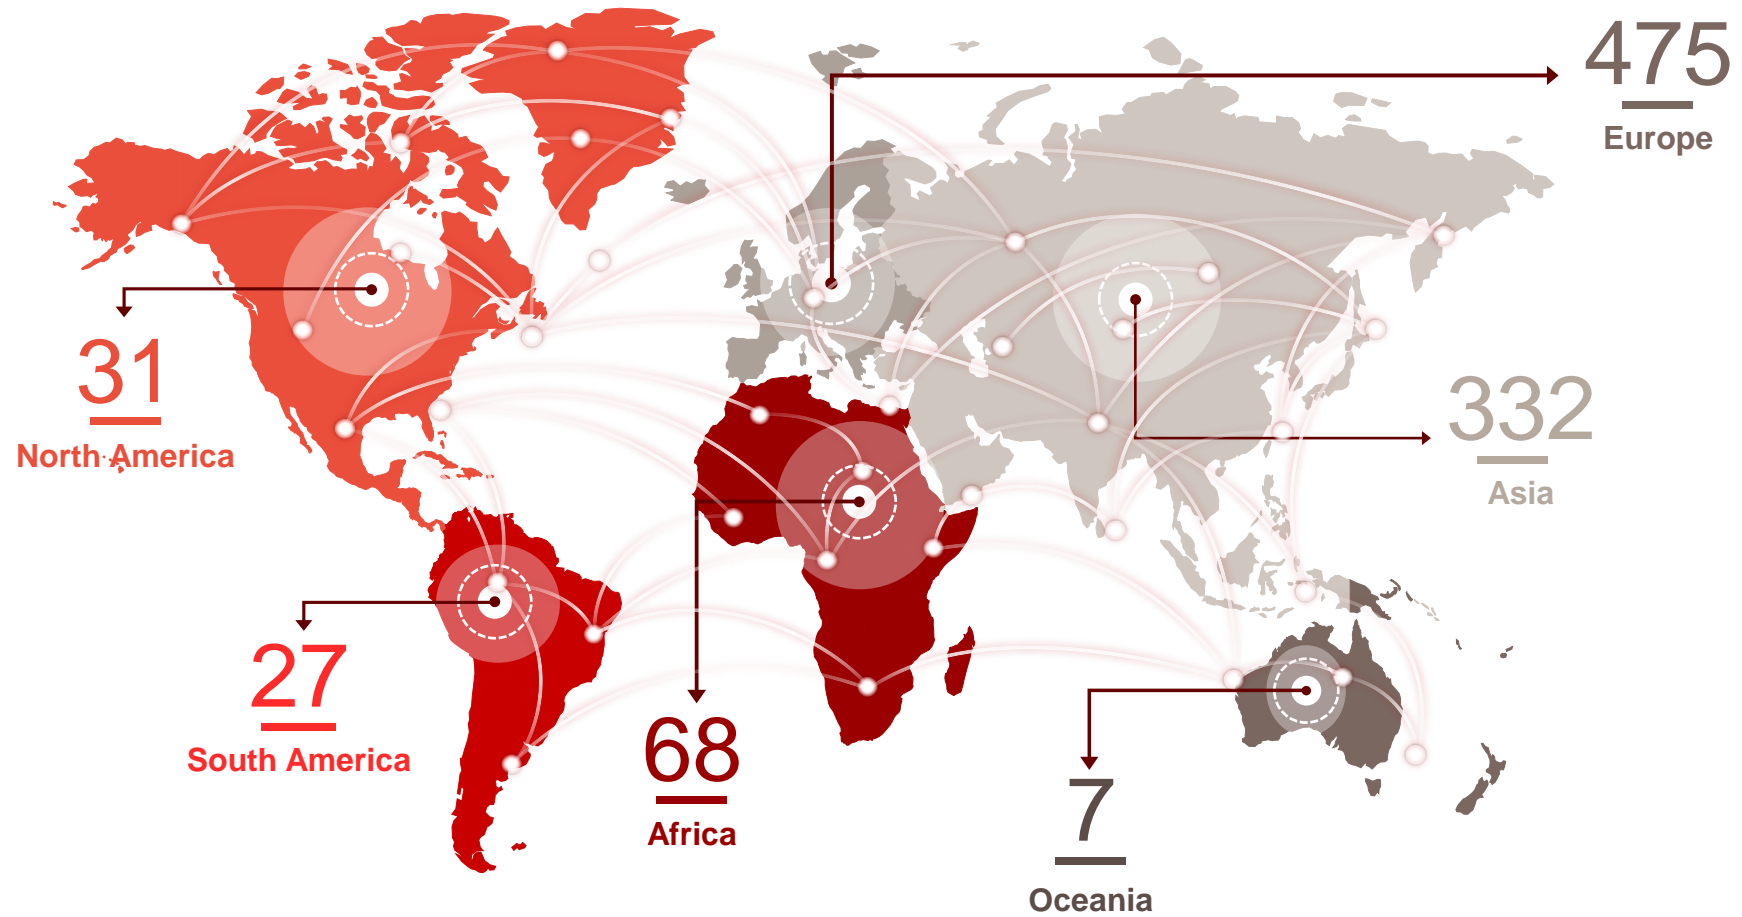 475
Europe
31
North America
332
Asia
27
South America
68
Africa
7
Oceania